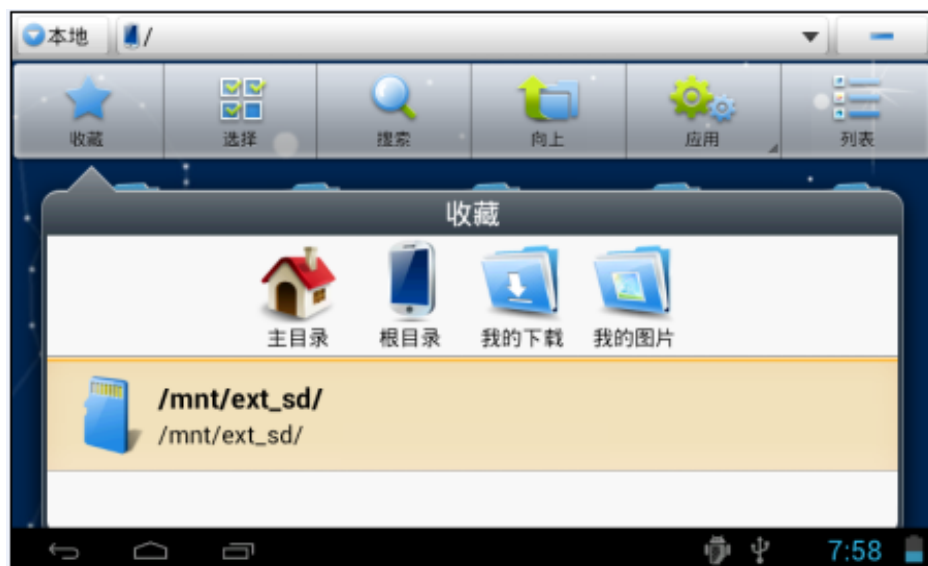 本地 /
收藏 选择 搜索 向上 应用 列表
收藏
主目录 根目录 我的下载 我的图片
/mnt/ext_sd/
/mnt/ext_sd/
7:58